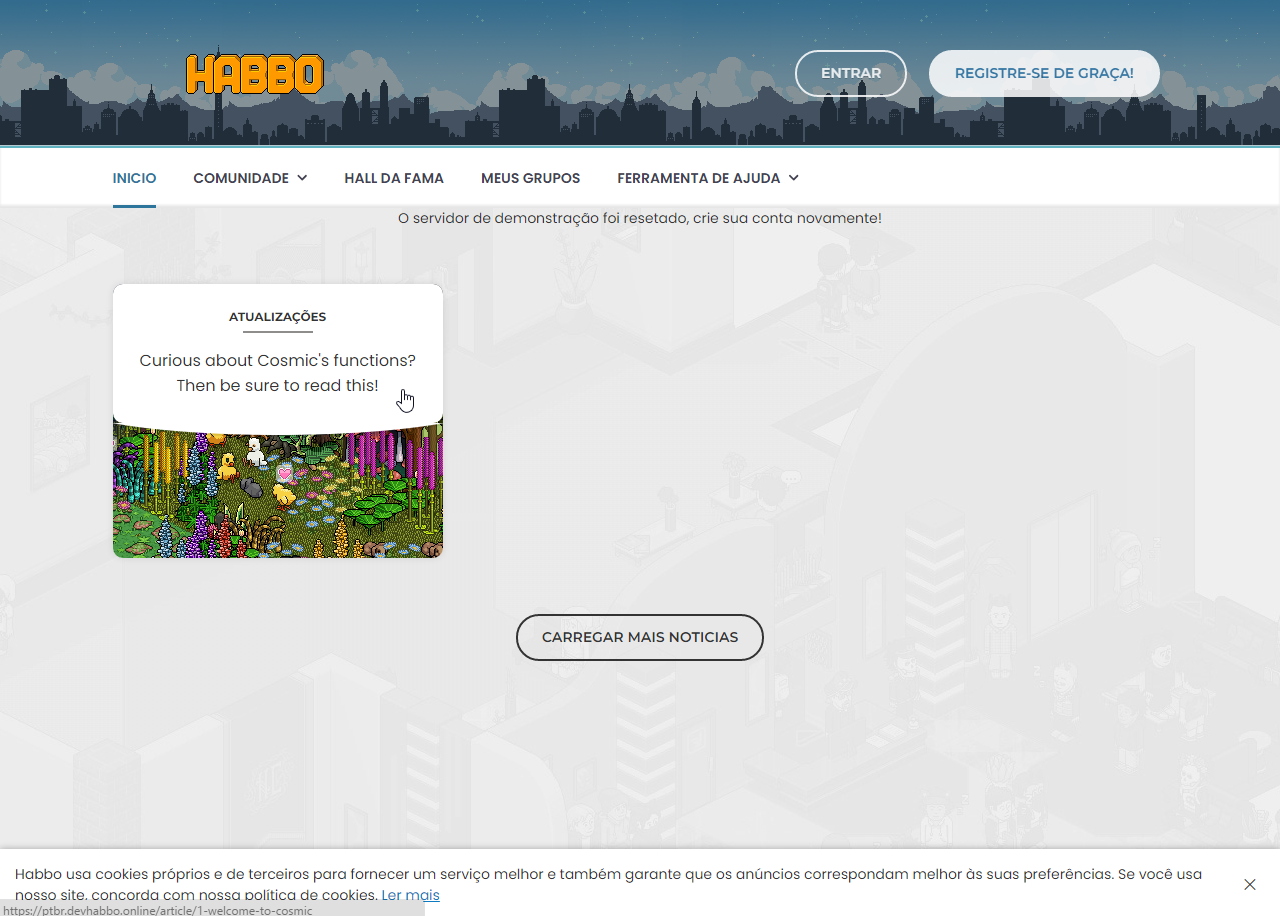 HABBO
ENTRAR
REGISTRE-SE DE GRAÇA!
INICIO
COMUNIDADE
HALL DA FAMA
MEUS GRUPOS
FERRAMENTA DE AJUDA
O servidor de demonstração foi resetado, crie sua conta novamente!
ATUALIZAÇÕES
Curious about Cosmic's functions?
Then be sure to read this!
CARREGAR MAIS NOTICIAS
Habbo usa cookies próprios e de terceiros para fornecer um serviço melhor e também garante que os anúncios correspondam melhor às suas preferências. Se você usa
nosso site, concorda com nossa política de cookies. Ler mais
https://ptbr.devhabbo.online/article/1-welcome-to-cosmic